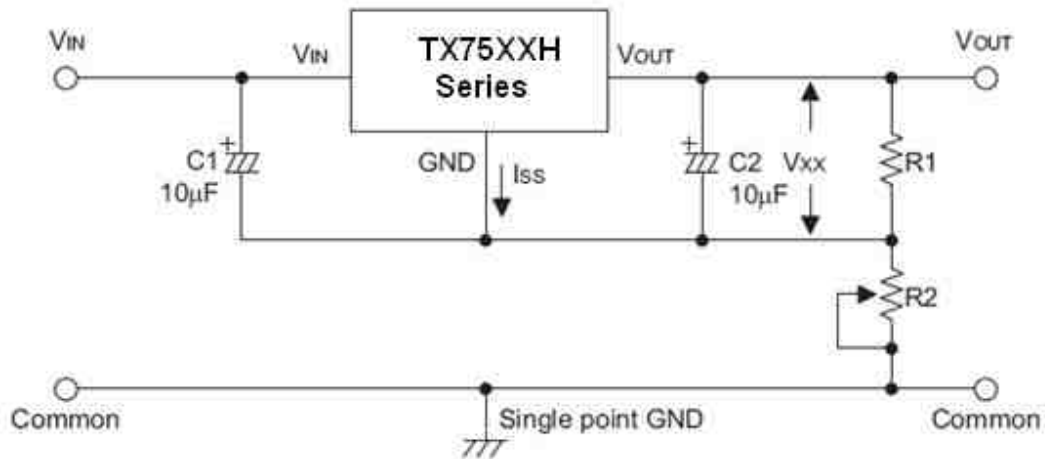 VIN
VIN
TX75XXH
Series
VOUT
VOUT
C1
10µF
GND
ISS
C2
10µF
VXX
R1
R2
Common
Single point GND
Common